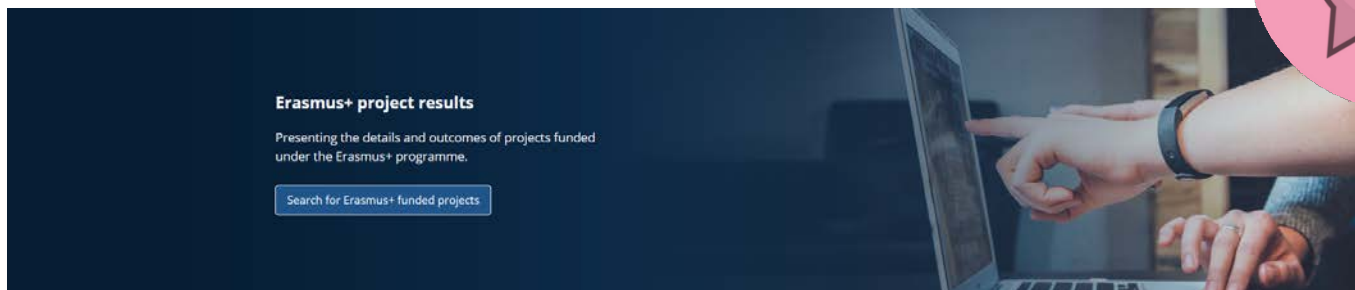 Erasmus+ project results
Presenting the details and outcomes of projects funded
under the Erasmus+ programme.
Search for Erasmus+ funded projects